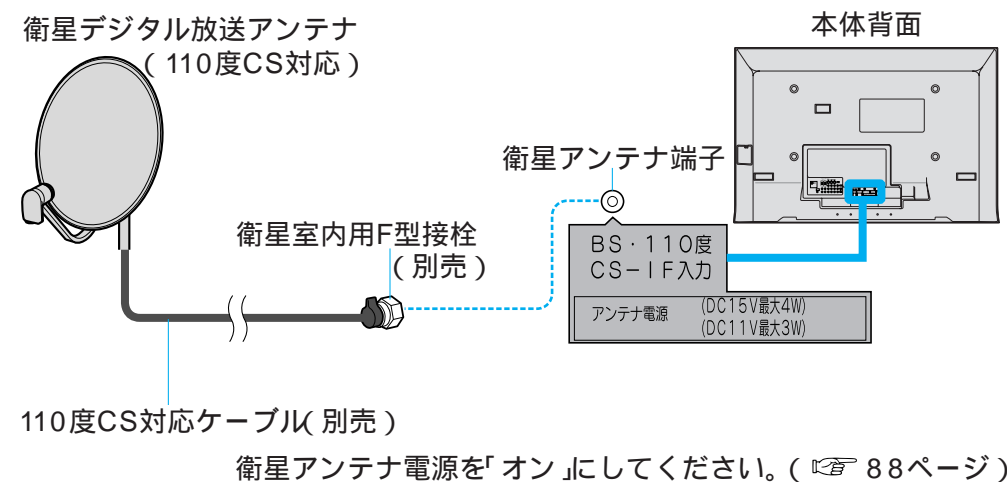 衛星デジタル放送アンテナ
（110度CS対応）
本体背面
衛星アンテナ端子
衛星室内用F型接栓
（別売）
BS・110度
CS－IF入力
アンテナ電源
(DC15V最大4W)
(DC11V最大3W)
110度CS対応ケーブル（別売）
衛星アンテナ電源を「オン」にしてください。（☞88ページ）